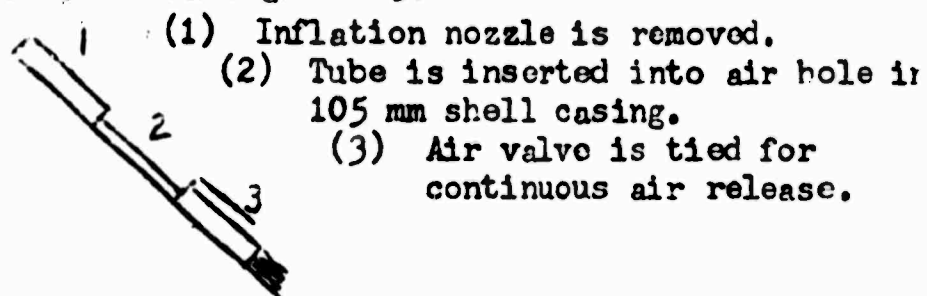 1
(1) Inflation nozzle is removed.
2
(2) Tube is inserted into air hole in
105 mm shell casing.
3
(3) Air valve is tied for
continuous air release.